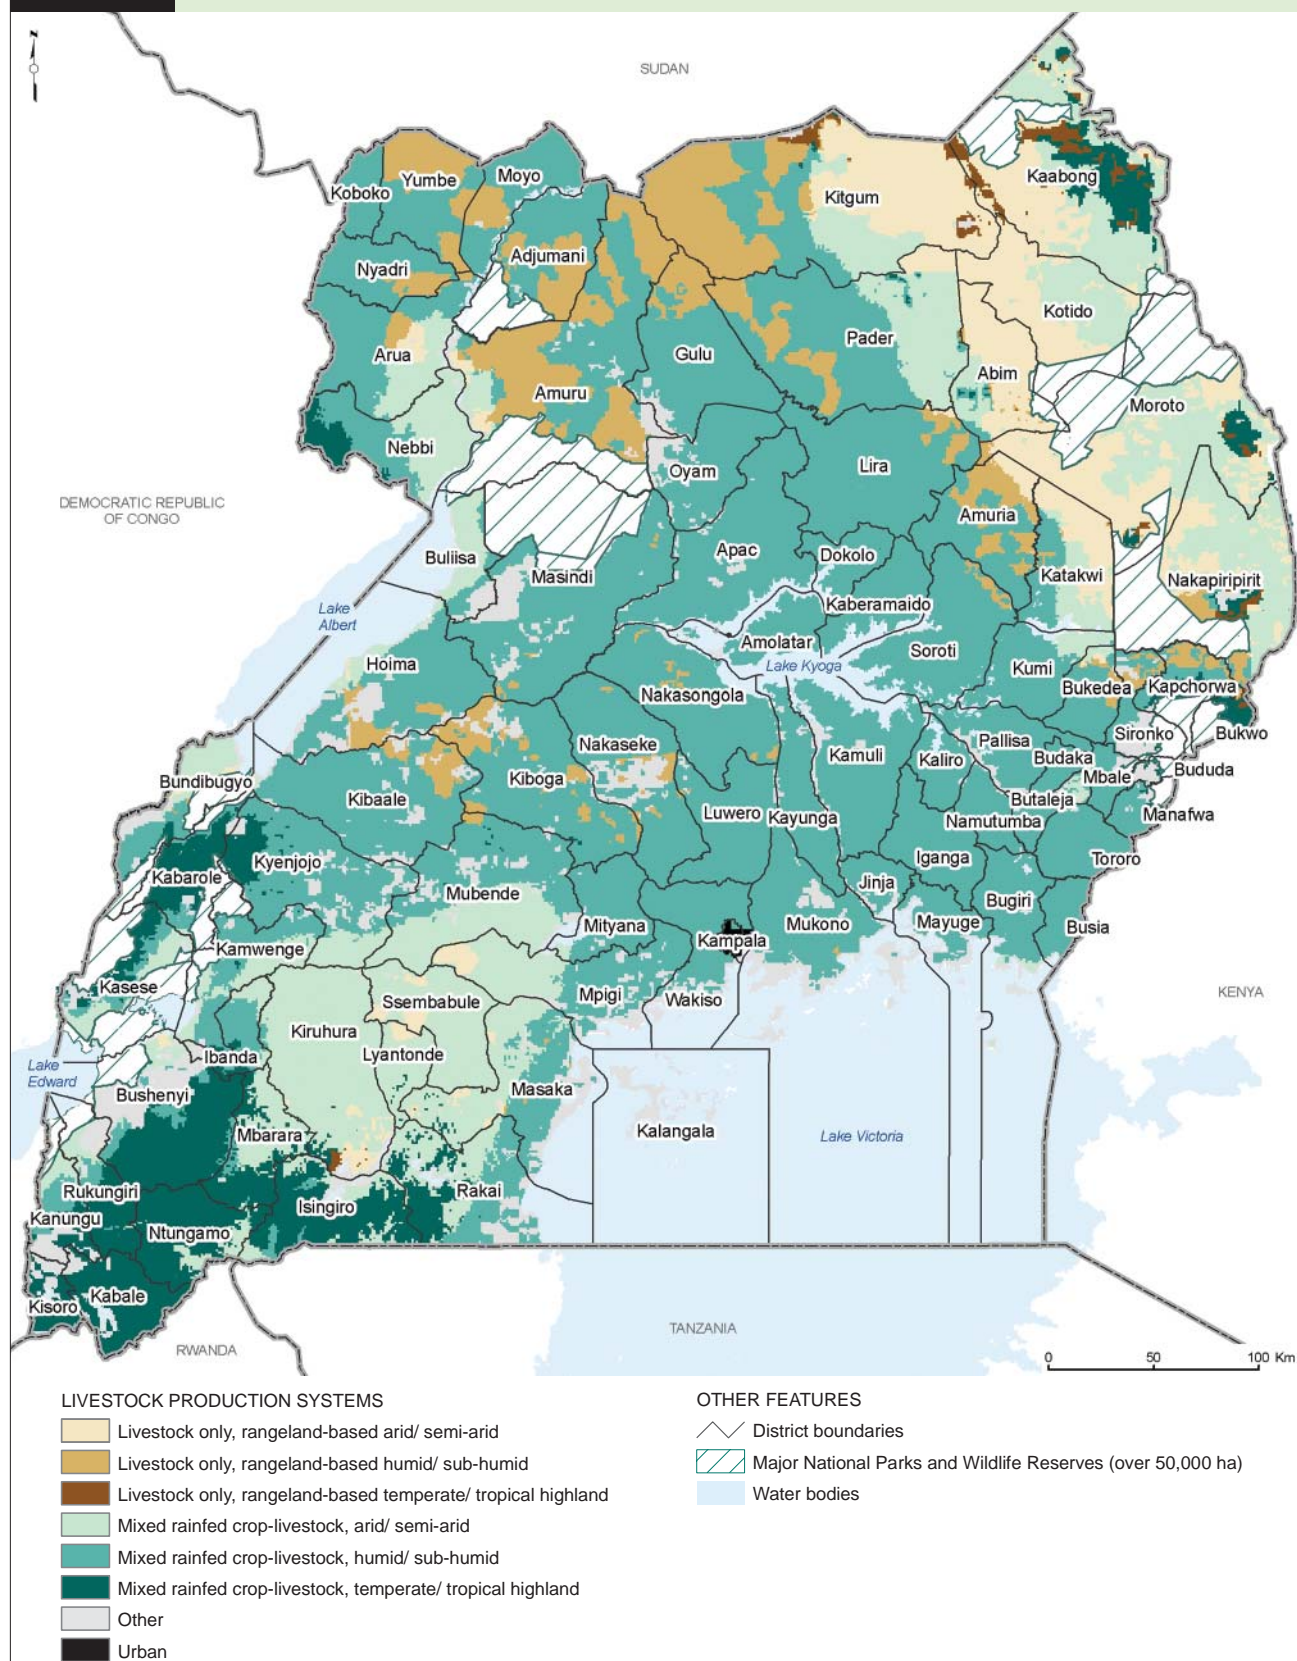 N
SUDAN
Koboko
Yumbe
Moyo
Kaabong
Kitgum
Nyadri
Adjumani
Kotido
Arua
Gulu
Pader
Abim
Amuru
Moroto
Nebbi
Oyam
Lira
DEMOCRATIC REPUBLIC
OF CONGO
Amuria
Buliisa
Apac
Dokolo
Masindi
Katakwi
Nakapiripirit
Lake
Albert
Kaberamaido
Amolatar
Lake Kyoga
Soroti
Hoima
Kumi
Bukedea
Kapchorwa
Nakasongola
Sironko
Bukwo
Nakaseke
Kamuli
Pallisa
Kaliro
Budaka
Bundibugyo
Kiboga
Mbale
Bududa
Kibaale
Butaleja
Luwero
Kayunga
Namutumba
Manafwa
Kyenjojo
Iganga
Tororo
Kabarole
Jinja
Mubende
Bugiri
Mityana
Mukono
Mayuge
Busia
Kampala
Kamwenge
Kasese
Ssembabule
Mpigi
Wakiso
KENYA
Kiruhura
Ibanda
Lyantonde
Lake
Edward
Bushenyi
Masaka
Mbarara
Kalangala
Lake Victoria
Rukungiri
Rakai
Isingiro
Kanungu
Ntungamo
Kabale
Kisoro
RWANDA
TANZANIA
0 50 100 Km
LIVESTOCK PRODUCTION SYSTEMS
Livestock only, rangeland-based arid/ semi-arid
Livestock only, rangeland-based humid/ sub-humid
Livestock only, rangeland-based temperate/ tropical highland
Mixed rainfed crop-livestock, arid/ semi-arid
Mixed rainfed crop-livestock, humid/ sub-humid
Mixed rainfed crop-livestock, temperate/ tropical highland
Other
Urban
OTHER FEATURES
District boundaries
Major National Parks and Wildlife Reserves (over 50,000 ha)
Water bodies